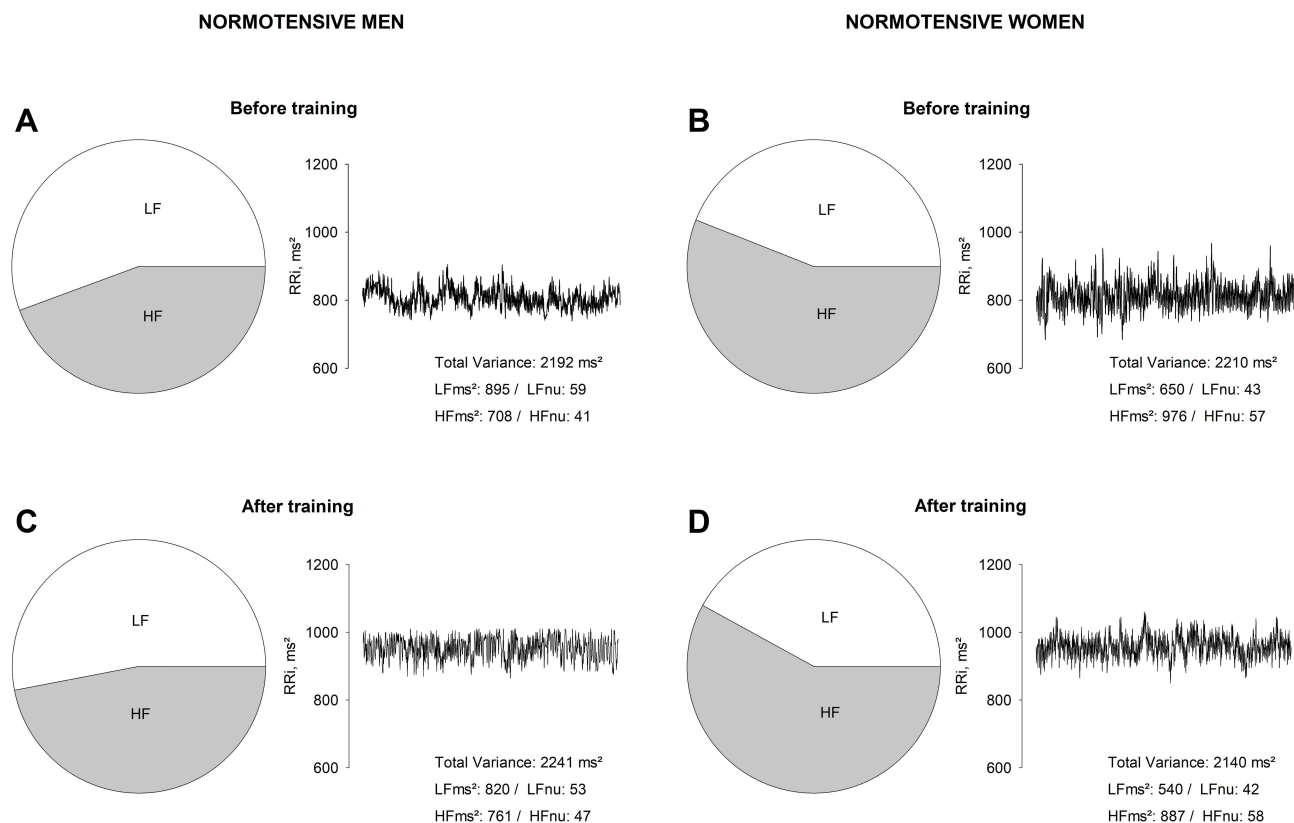 NORMOTENSIVE MEN
NORMOTENSIVE WOMEN
A
Before training
LF
HF
RRi, ms²
1200
1000
800
600
Total Variance: 2192 ms²
LFms²: 895 / LFnu: 59
HFms²: 708 / HFnu: 41
B
Before training
LF
HF
RRi, ms²
1200
1000
800
600
Total Variance: 2210 ms²
LFms²: 650 / LFnu: 43
HFms²: 976 / HFnu: 57
C
After training
LF
HF
RRi, ms²
1200
1000
800
600
Total Variance: 2241 ms²
LFms²: 820 / LFnu: 53
HFms²: 761 / HFnu: 47
D
After training
LF
HF
RRi, ms²
1200
1000
800
600
Total Variance: 2140 ms²
LFms²: 540 / LFnu: 42
HFms²: 887 / HFnu: 58